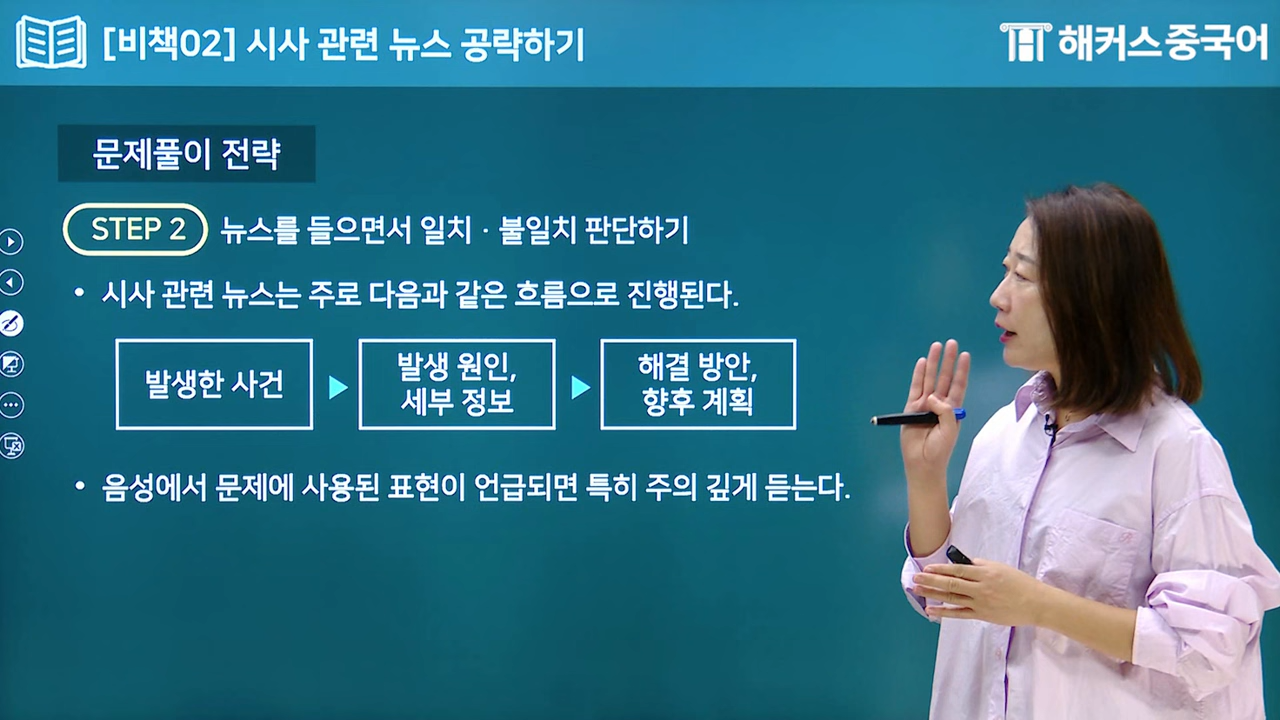 [비책02] 시사 관련 뉴스 공략하기
해커스중국어
문제풀이 전략
STEP 2 뉴스를 들으면서 일치 · 불일치 판단하기
• 시사 관련 뉴스는 주로 다음과 같은 흐름으로 진행된다.
발생한 사건
발생 원인,
세부 정보
해결 방안,
향후 계획
• 음성에서 문제에 사용된 표현이 언급되면 특히 주의 깊게 듣는다.